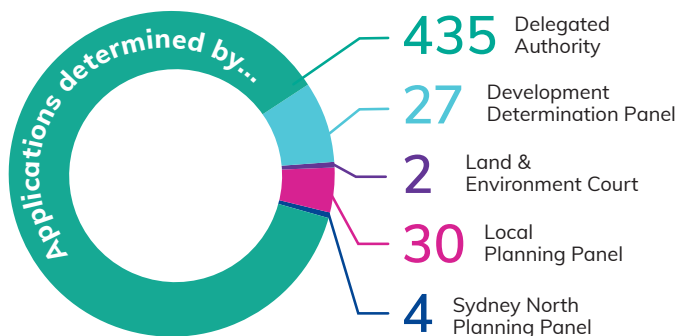 Applications determined by...
435 Delegated
Authority
27 Development
Determination Panel
2 Land &
Environment Court
30 Local
Planning Panel
4 Sydney North
Planning Panel